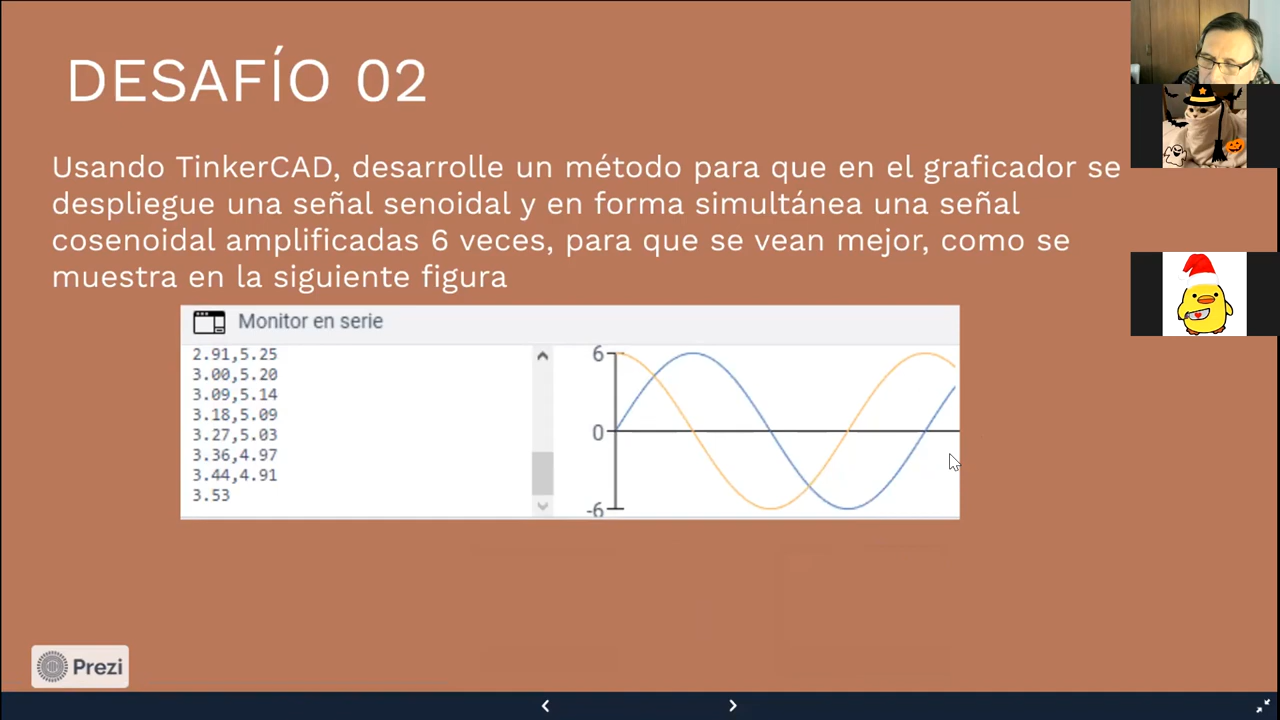 DESAFÍO 02
Usando TinkerCAD, desarrolle un método para que en el graficador se
despliegue una señal senoidal y en forma simultánea una señal
cosenoidal amplificadas 6 veces, para que se vean mejor, como se
muestra en la siguiente figura
Monitor en serie
2.91,5.25
3.00,5.20
3.09,5.14
3.18,5.09
3.27,5.03
3.36,4.97
3.44,4.91
3.53
6
0
-6
Prezi